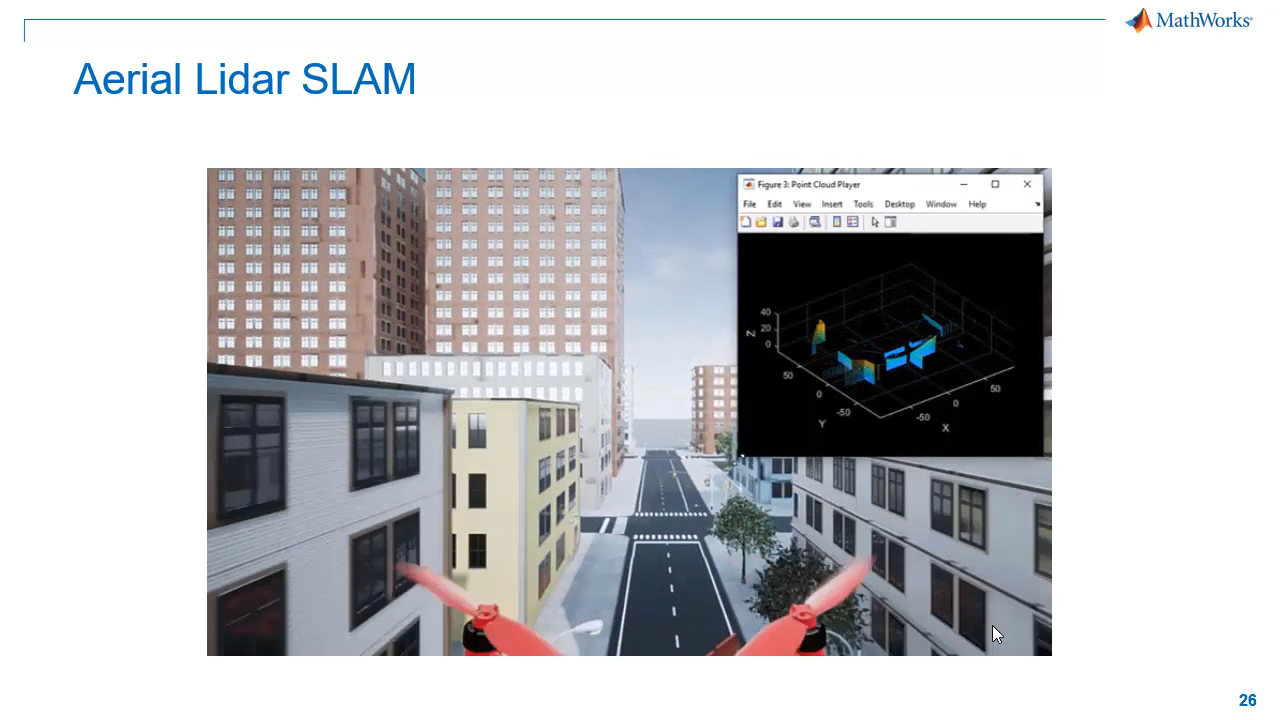 MathWorks®
Aerial Lidar SLAM
Figure 3: Point Cloud Player
File Edit View Insert Tools Desktop Window Help
40
20
0
Z
50
0
-50
Y
50
0
-50
X
26